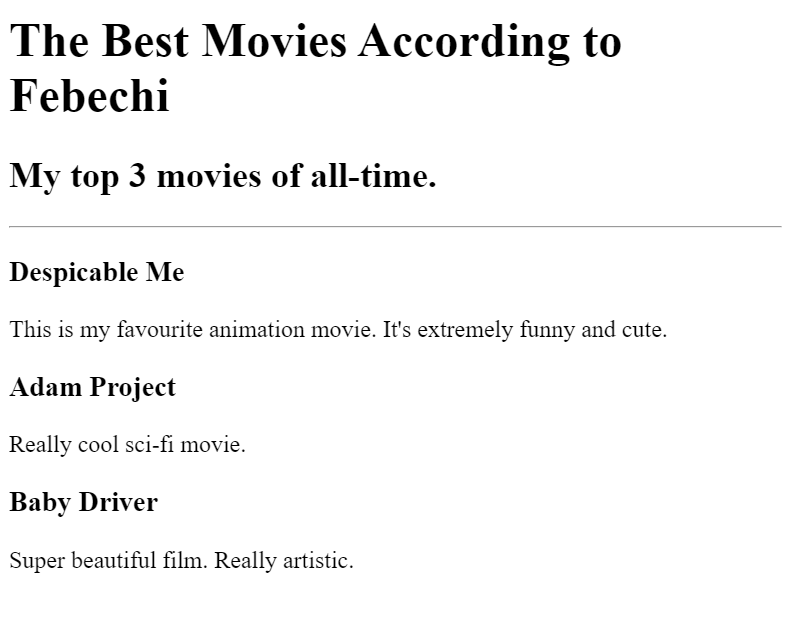 The Best Movies According to
Febechi
My top 3 movies of all-time.
Despicable Me
This is my favourite animation movie. It's extremely funny and cute.
Adam Project
Really cool sci-fi movie.
Baby Driver
Super beautiful film. Really artistic.